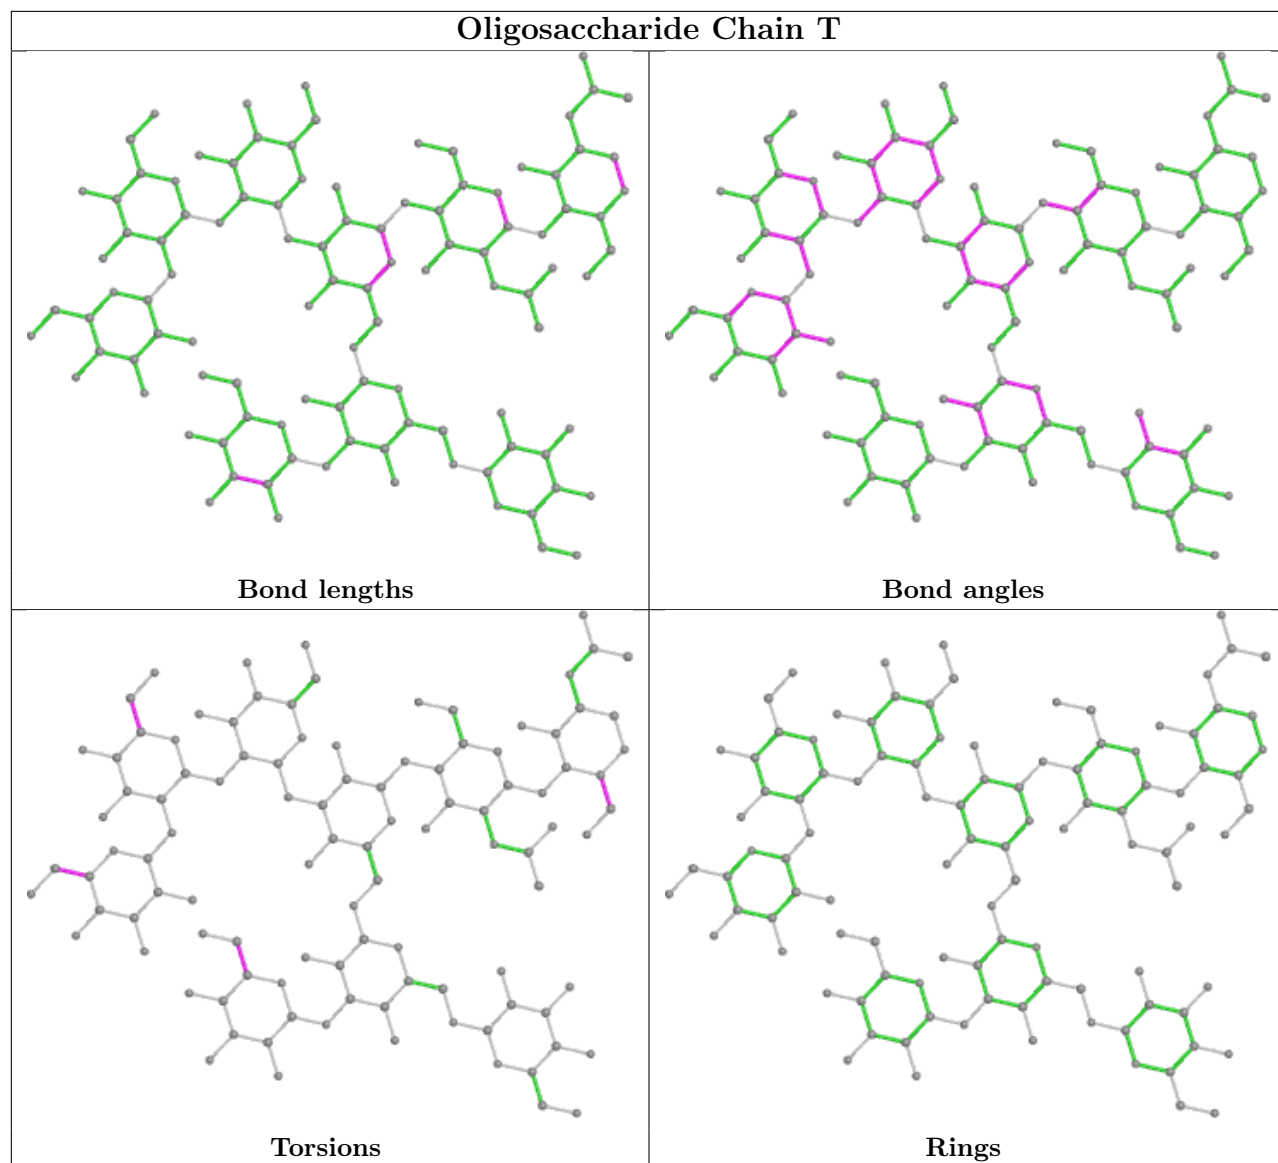 Oligosaccharide Chain T
Bond lengths
Bond angles
Torsions
Rings